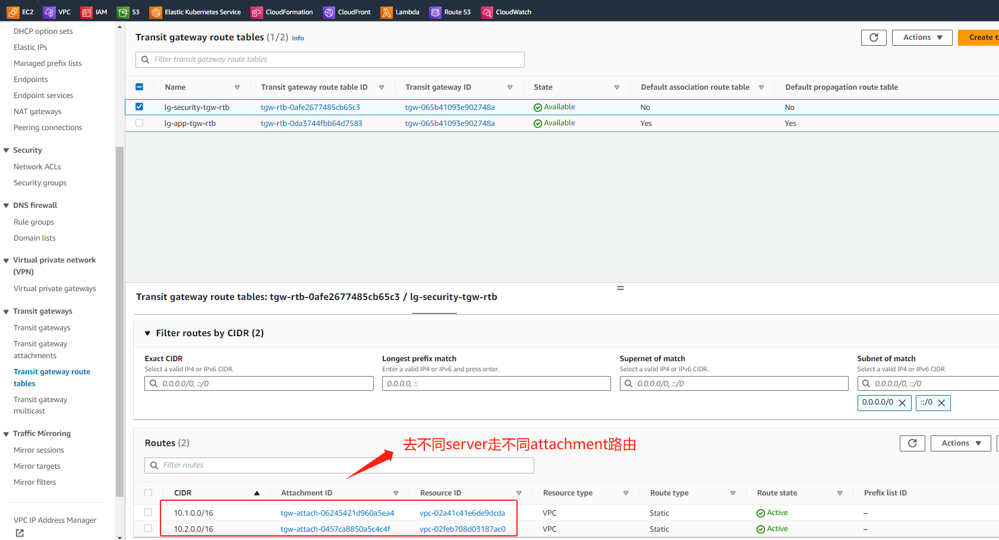 EC2 VPC IAM S3 Elastic Kubernetes Service CloudFormation CloudFront Lambda Route 53 CloudWatch
DHCP option sets
Elastic IPs
Managed prefix lists
Endpoints
Endpoint services
NAT gateways
Peering connections
Security
Network ACLs
Security groups
DNS firewall
Rule groups
Domain lists
Virtual private network
(VPN)
Virtual private gateways
Transit gateways
Transit gateways
Transit gateway
attachments
Transit gateway route
tables
Transit gateway
multicast
Traffic Mirroring
Mirror sessions
Mirror targets
Mirror filters
VPC IP Address Manager
Transit gateway route tables (1/2) Info
Actions
Create t
Filter transit gateway route tables
Name Transit gateway route table ID Transit gateway ID State Default association route table Default propagation route table
lg-security-tgw-rtb tgw-rtb-0afe2677485cb65c3 tgw-065b41093e902748a Available No No
lg-app-tgw-rtb tgw-rtb-0da3744fbb64d7583 tgw-065b41093e902748a Available Yes Yes
Transit gateway route tables: tgw-rtb-0afe2677485cb65c3 / lg-security-tgw-rtb
Filter routes by CIDR (2)
Exact CIDR Longest prefix match Supernet of match Subnet of match
Select a valid IP4 or IPv6 CIDR. Enter a valid IP4 or IPv6 and press enter. Select a valid IP4 or IPv6 CIDR. Select a valid IP4 or IPv6 CIDR.
0.0.0.0/0, ::/0 0.0.0.0, :: 0.0.0.0/0, ::/0 0.0.0.0/0, ::/0
0.0.0.0/0 ::/0
Routes (2)
去不同server走不同attachment路由
Actions
Filter routes
CIDR Attachment ID Resource ID Resource type Route type Route state Prefix list ID
10.1.0.0/16 tgw-attach-06245421d960a5ea4 vpc-02a41c41e6de9dcda VPC Static Active –
10.2.0.0/16 tgw-attach-0457ca8850a5c4c4f vpc-02feb708d03187ac0 VPC Static Active –